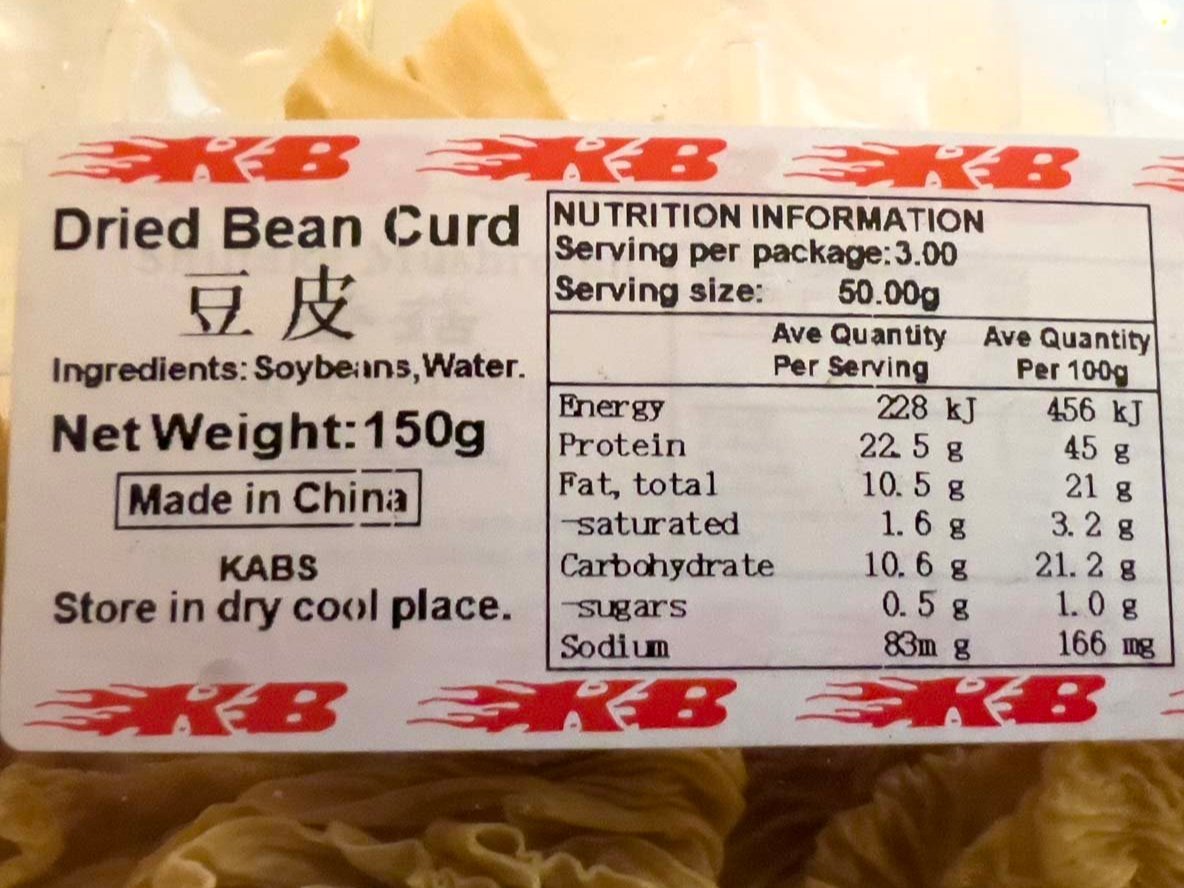 KB KB KB
Dried Bean Curd
豆皮
Ingredients: Soybeans, Water.
Net Weight: 150g
Made in China
KABS
Store in dry cool place.
NUTRITION INFORMATION
Serving per package: 3.00
Serving size: 50.00g
Ave Quantity Ave Quantity
Per Serving Per 100g
Energy 228 kJ 456 kJ
Protein 22.5 g 45 g
Fat, total 10.5 g 21 g
-saturated 1.6 g 3.2 g
Carbohydrate 10.6 g 21.2 g
-sugars 0.5 g 1.0 g
Sodium 83m g 166 mg
KB KB KB